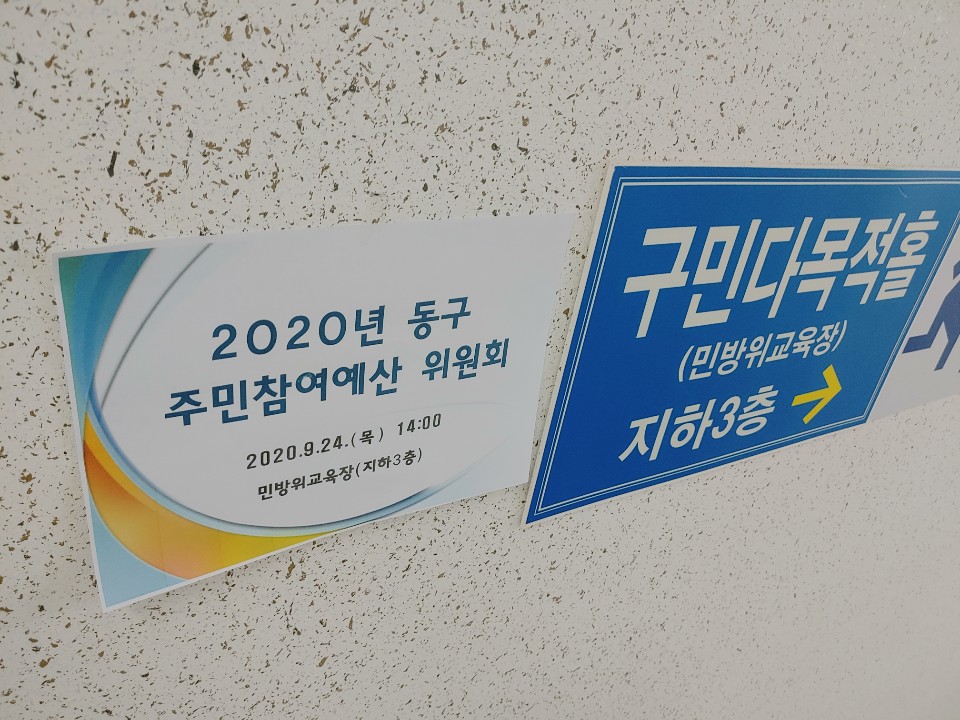 2020년 동구
주민참여예산 위원회
2020.9.24.(목) 14:00
민방위교육장(지하3층)
구민다목적홀
(민방위교육장)
지하3층 →